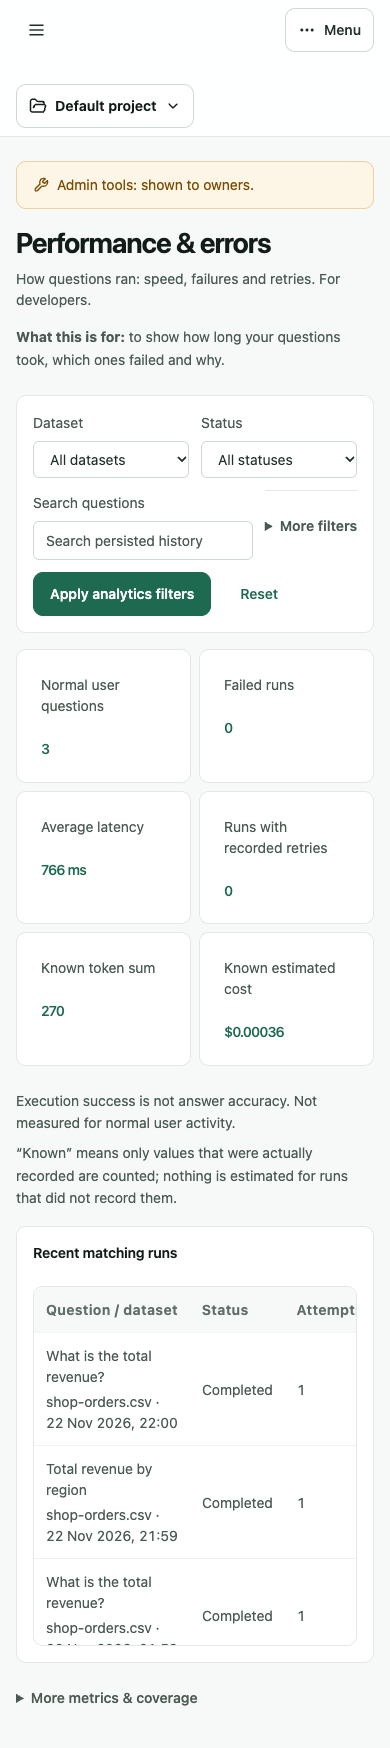 Menu
Default project
Admin tools: shown to owners.
Performance & errors
How questions ran: speed, failures and retries. For
developers.
What this is for: to show how long your questions
took, which ones failed and why.
Dataset
Status
All datasets
All statuses
Search questions
More filters
Search persisted history
Apply analytics filters
Reset
Normal user
questions
3
Failed runs
0
Average latency
766 ms
Runs with
recorded retries
0
Known token sum
270
Known estimated
cost
$0.00036
Execution success is not answer accuracy. Not
measured for normal user activity.
“Known” means only values that were actually
recorded are counted; nothing is estimated for runs
that did not record them.
Recent matching runs
Question / dataset Status Attempt
What is the total
revenue?
shop-orders.csv ·
22 Nov 2026, 22:00
Completed 1
Total revenue by
region
shop-orders.csv ·
22 Nov 2026, 21:59
Completed 1
What is the total
revenue?
shop-orders.csv ·
Completed 1
More metrics & coverage